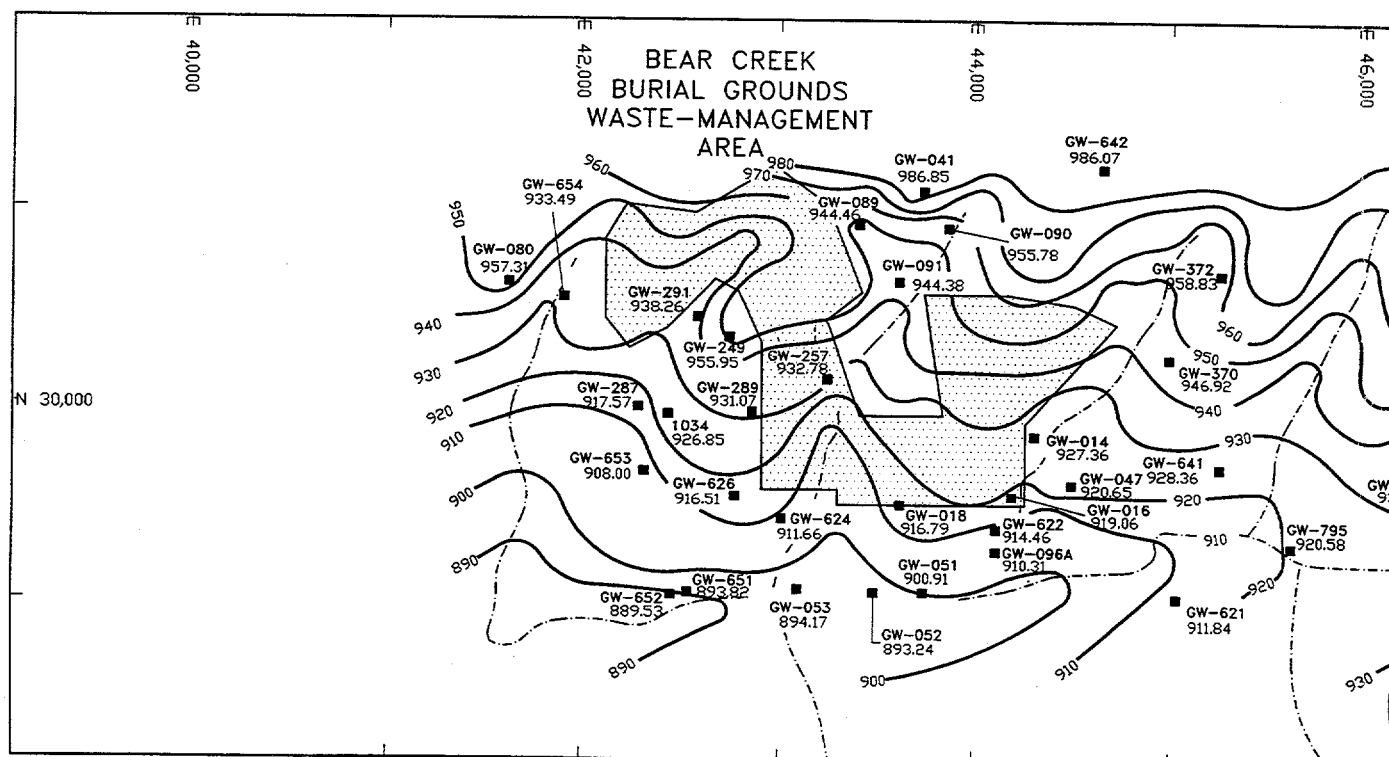 E 40,000
E 42,000
E 44,000
E 46,000
BEAR CREEK
BURIAL GROUNDS
WASTE-MANAGEMENT
AREA
GW-642
986.07
GW-041
986.85
980
970
960
GW-654
933.49
GW-089
944.46
950
GW-090
955.78
GW-080
957.31
GW-091
944.38
GW-372
958.83
GW-291
938.26
940
960
GW-249
955.95
GW-257
932.78
950
GW-370
946.92
930
GW-287
917.57
GW-289
931.07
N 30,000
920
940
1034
926.85
910
GW-014
927.36
930
GW-653
908.00
GW-641
928.36
GW-626
916.51
GW-047
920.65
920
900
GW-624
911.66
GW-018
916.79
GW-016
919.06
GW-622
914.46
910
GW-795
920.58
GW-096A
910.31
890
GW-051
900.91
GW-651
893.82
GW-652
889.53
920
GW-053
894.17
GW-621
911.84
GW-052
893.24
890
900
910
930